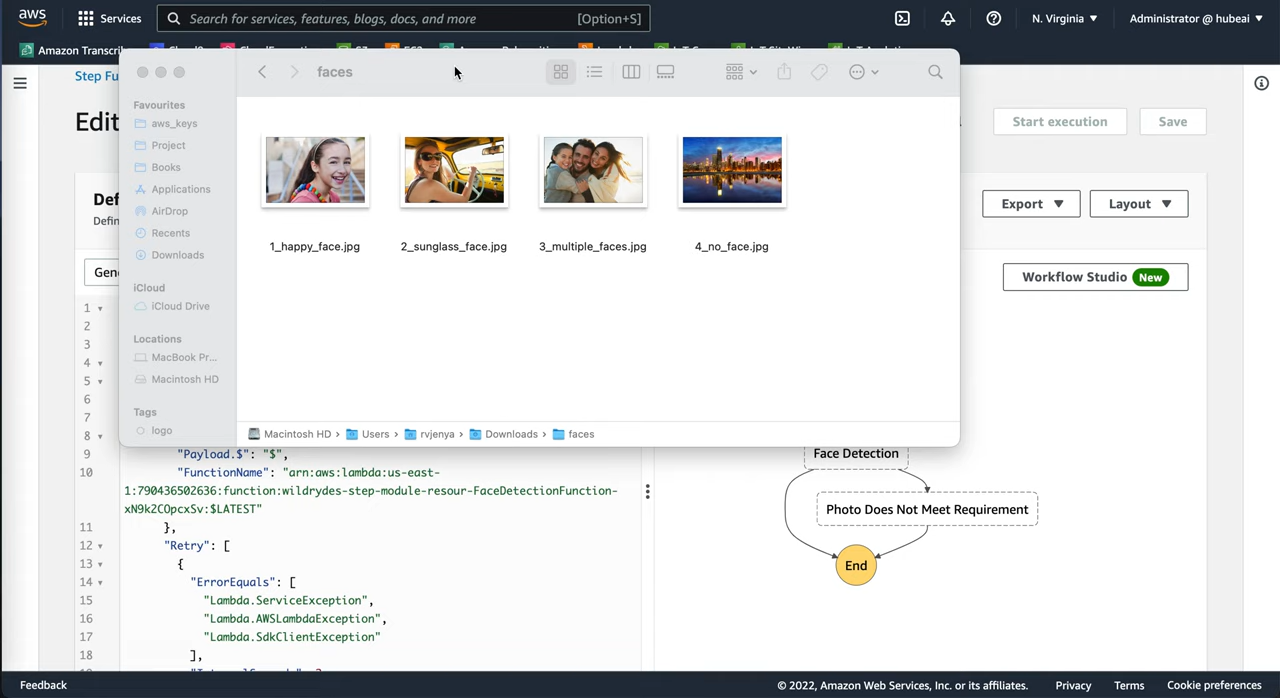 aws
Services
Search for services, features, blogs, docs, and more
[Option+S]
N. Virginia ▼
Administrator @ hubeai ▼
Amazon Transcrib
Step Fu
Edit
Start execution
Save
Def
Defin
Export ▼
Layout ▼
Gene
Workflow Studio New
faces
Favourites
aws_keys
Project
Books
Applications
AirDrop
Recents
Downloads
iCloud
iCloud Drive
Locations
MacBook Pr...
Macintosh HD
Tags
logo
1_happy_face.jpg
2_sunglass_face.jpg
3_multiple_faces.jpg
4_no_face.jpg
Macintosh HD › Users › rvjenya › Downloads › faces
1
2
3
4
5
6
7
8
9 "Payload.$": "$",
10 "FunctionName": "arn:aws:lambda:us-east-
1:790436502636:function:wildrydes-step-module-resour-FaceDetectionFunction-
xN9k2COpcxSv:$LATEST"
11 },
12 "Retry": [
13 {
14 "ErrorEquals": [
15 "Lambda.ServiceException",
16 "Lambda.AWSLambdaException",
17 "Lambda.SdkClientException"
18 ],
Face Detection
Photo Does Not Meet Requirement
End
Feedback
© 2022, Amazon Web Services, Inc. or its affiliates.
Privacy
Terms
Cookie preferences